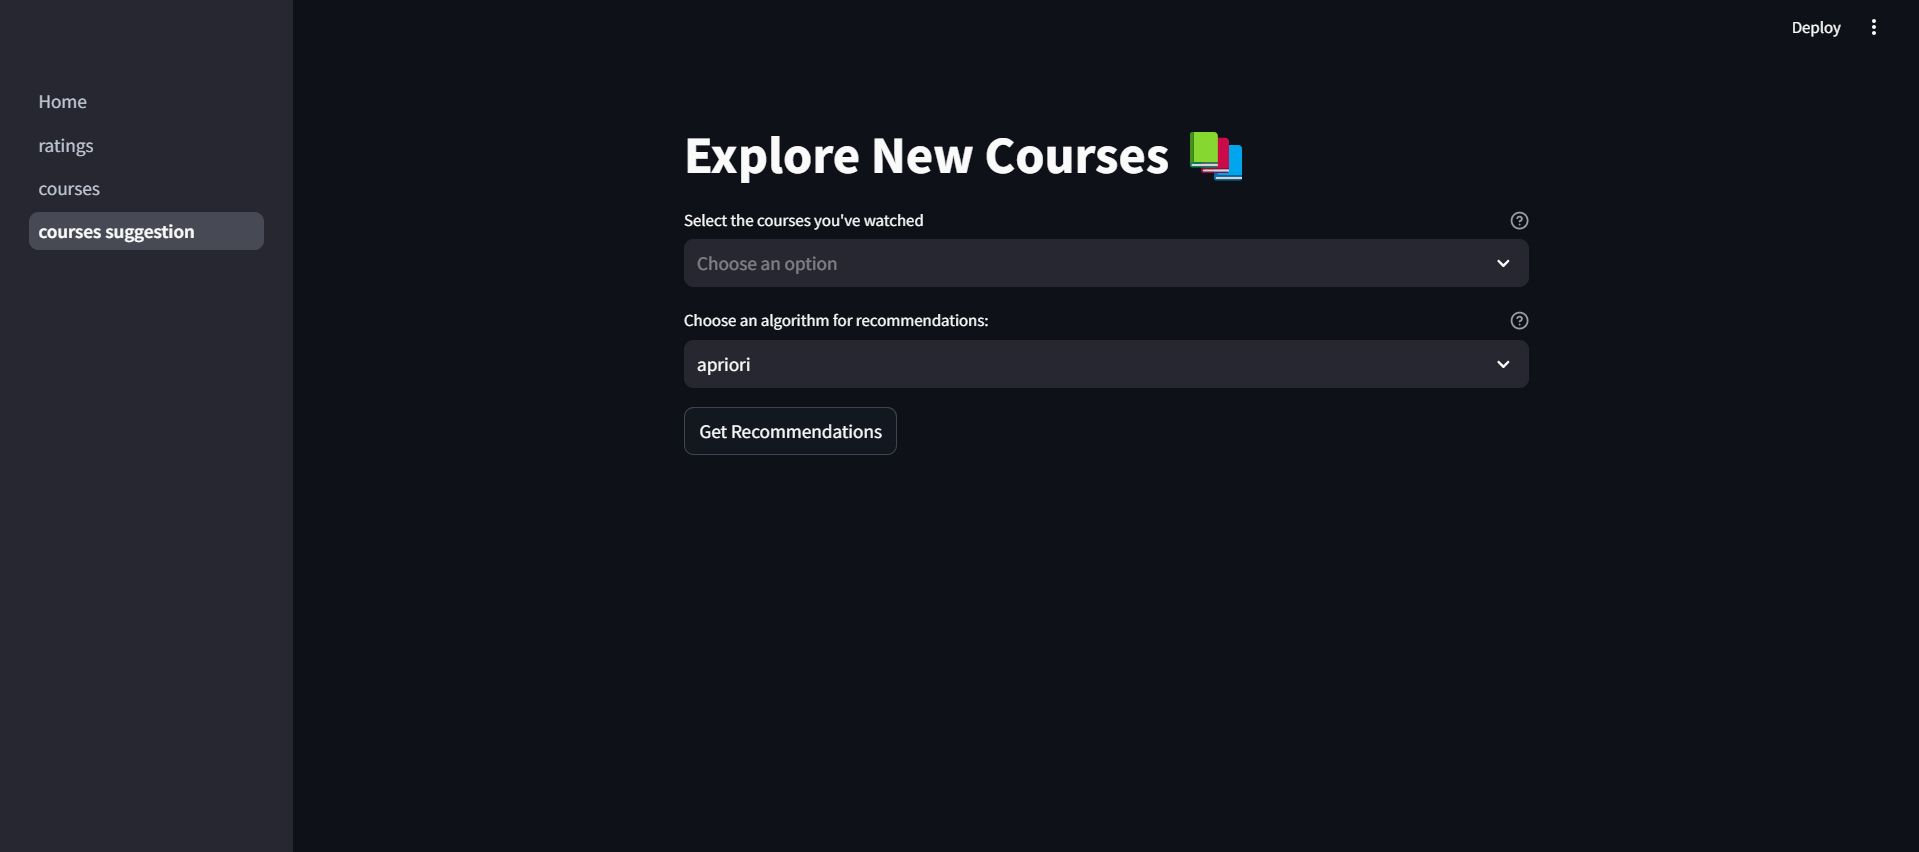 Deploy
Home
ratings
courses
courses suggestion
Explore New Courses
Select the courses you've watched
Choose an option
Choose an algorithm for recommendations:
apriori
Get Recommendations